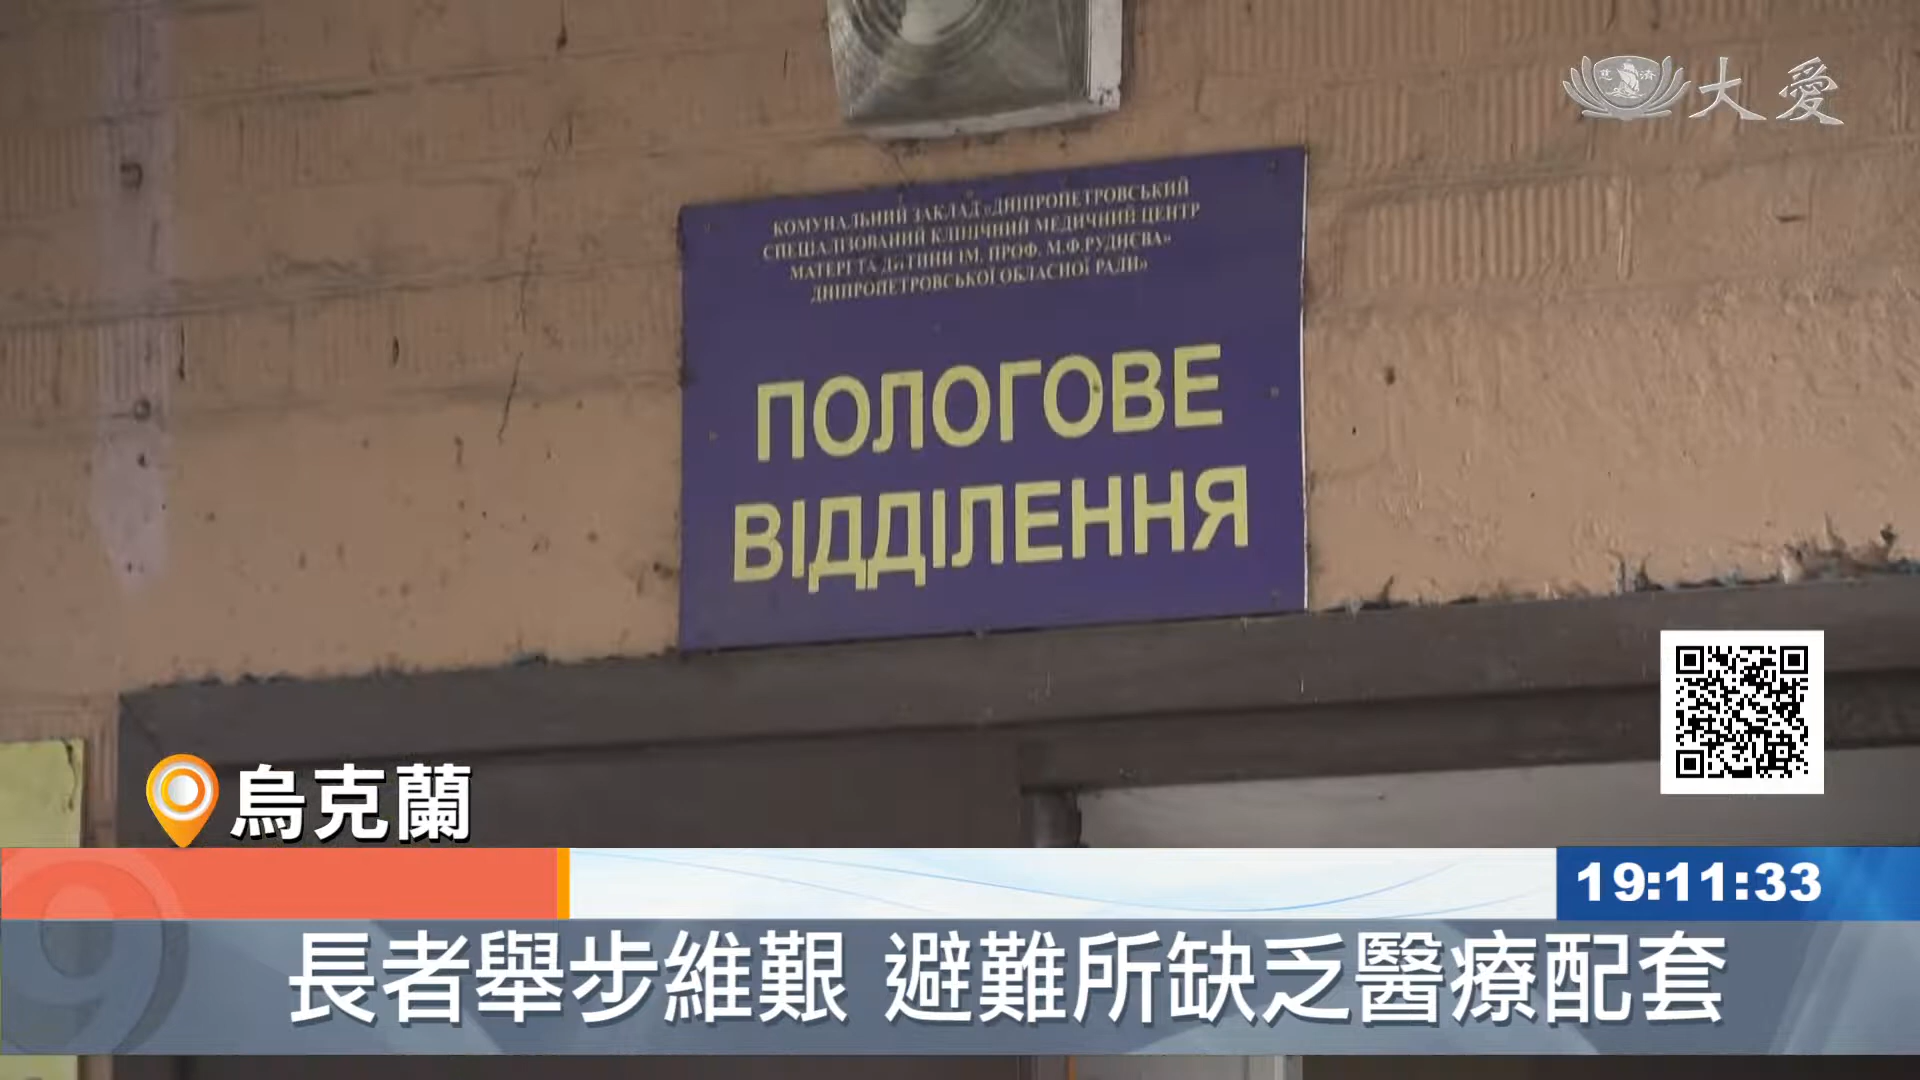 慈濟 大愛
КОМУНАЛЬНИЙ ЗАКЛАД «ДНІПРОПЕТРОВСЬКИЙ
СПЕЦІАЛІЗОВАНИЙ КЛІНІЧНИЙ МЕДИЧНИЙ ЦЕНТР
МАТЕРІ ТА ДИТИНИ ІМ. ПРОФ. М.Ф.РУДНЄВА»
ДНІПРОПЕТРОВСЬКОЇ ОБЛАСНОЇ РАДИ»
ПОЛОГОВЕ
ВІДДІЛЕННЯ
烏克蘭
19:11:33
長者舉步維艱 避難所缺乏醫療配套